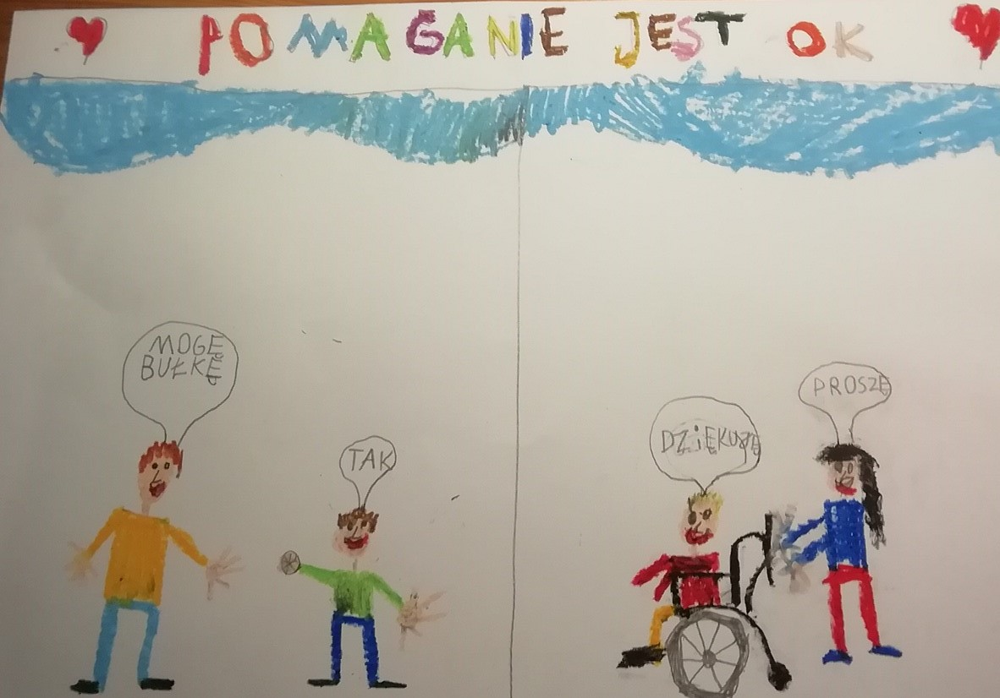 POMAGANIE JEST OK
MOGĘ
BUŁKĘ
TAK
DZiĘKUJĘ
PROSZĘ